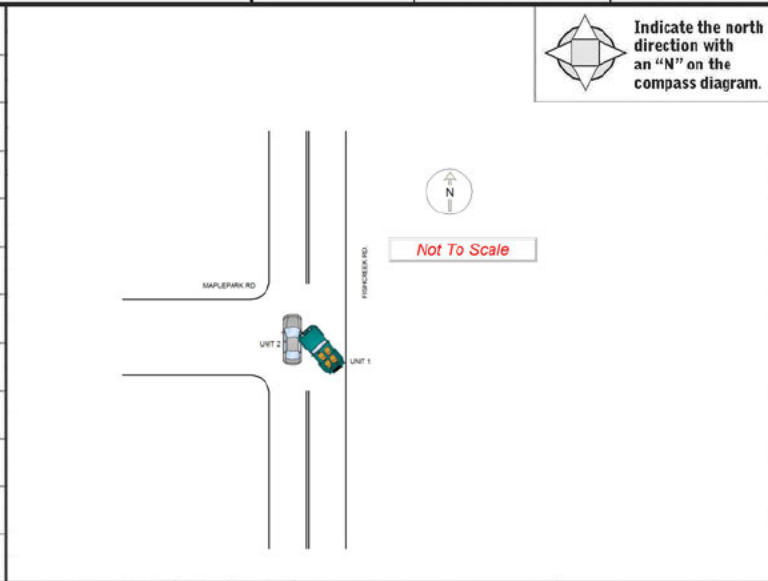 Indicate the north
direction with
an “N” on the
compass diagram.
N
Not To Scale
FISHCREEK RD.
MAPLEPARK RD
UNIT 2
UNIT 1